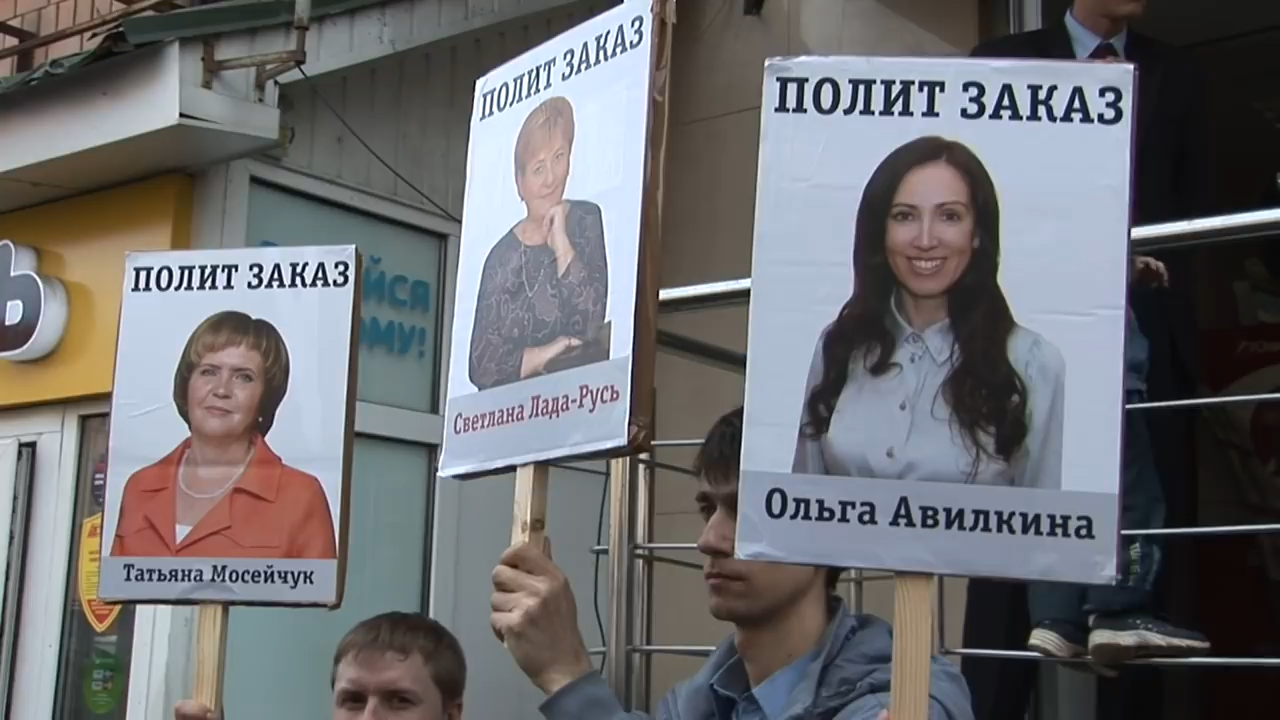 ПОЛИТ ЗАКАЗ
Татьяна Мосейчук
ПОЛИТ ЗАКАЗ
Светлана Лада-Русь
ПОЛИТ ЗАКАЗ
Ольга Авилкина